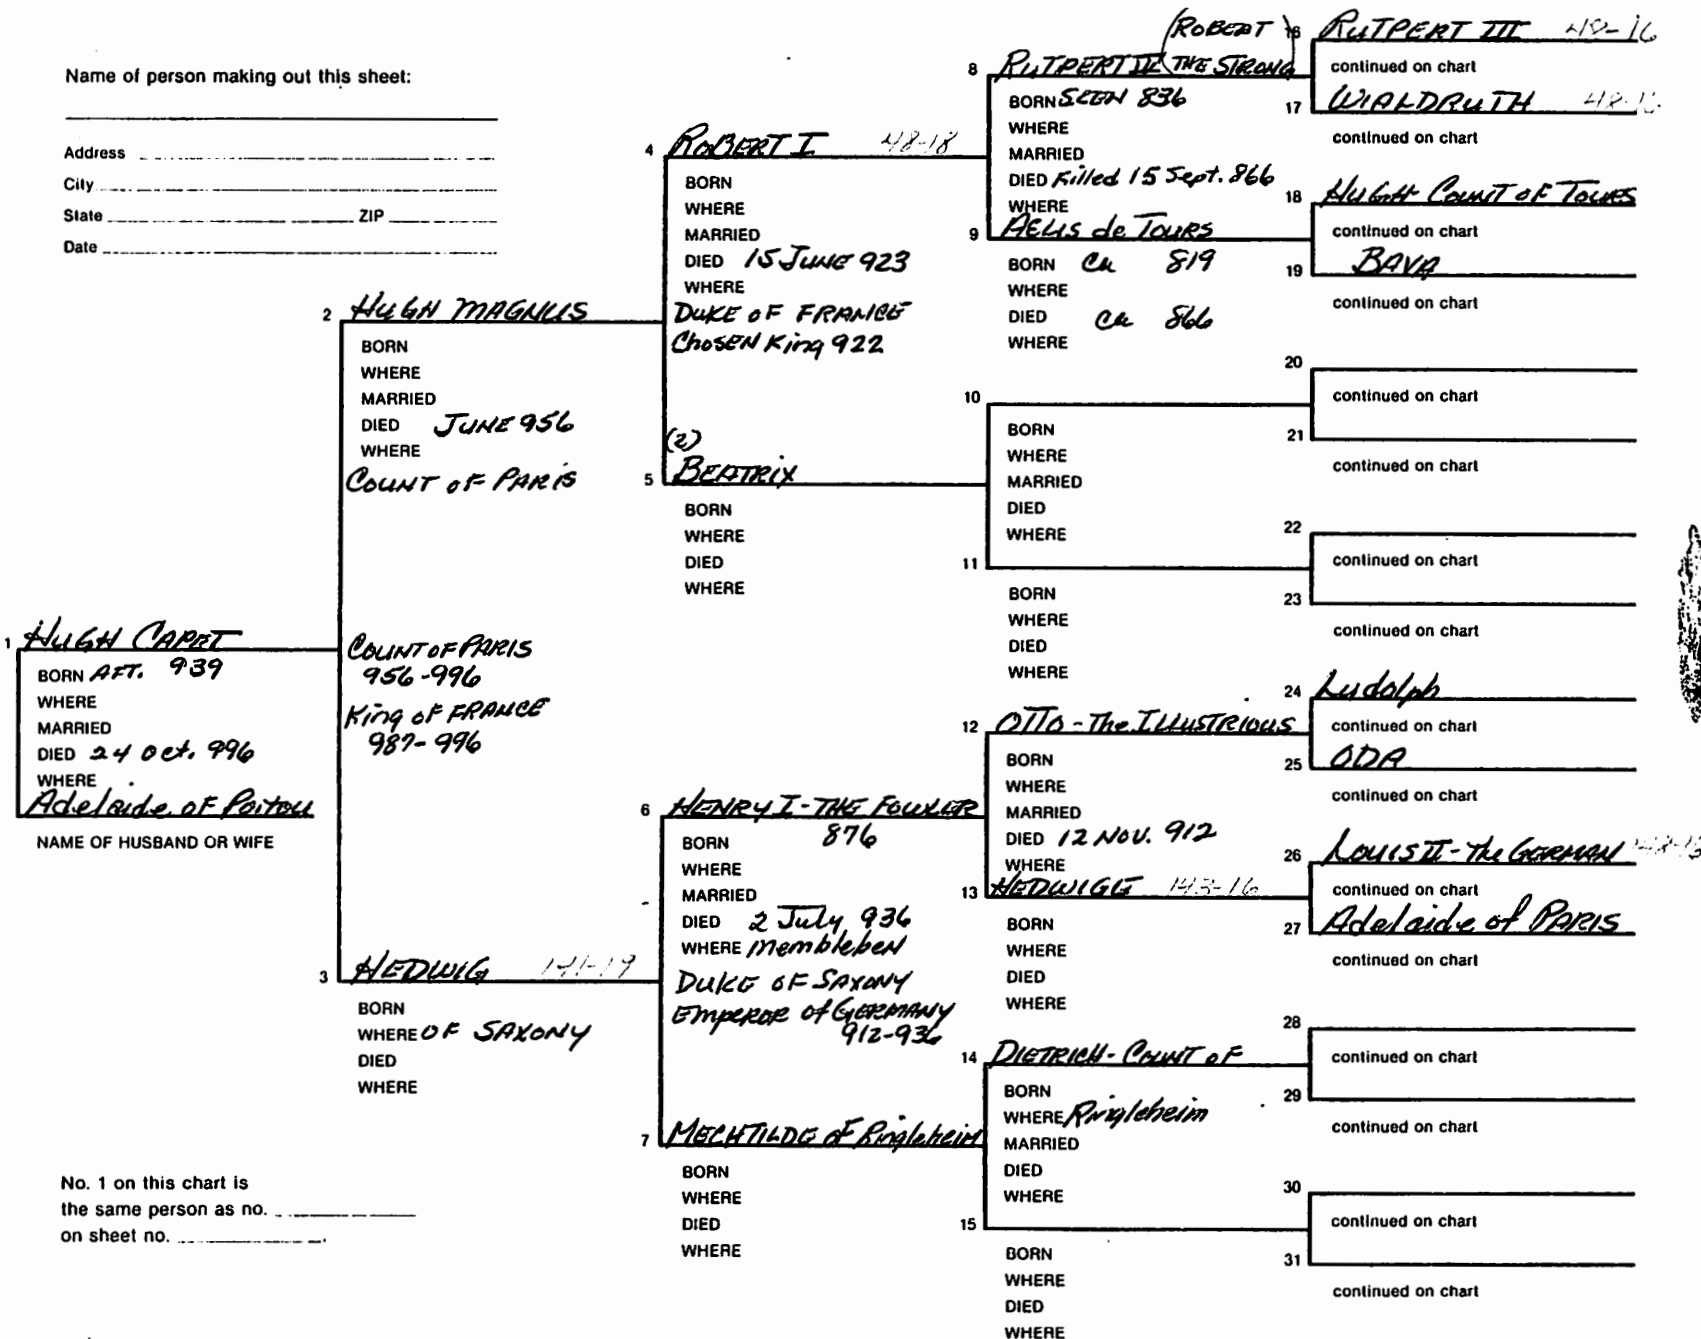 Name of person making out this sheet:
Address
City
State ZIP
Date
1 HUGH CAPET
BORN AFT. 939
WHERE
MARRIED
DIED 24 Oct. 996
WHERE
Adelaide of Poitou
NAME OF HUSBAND OR WIFE
COUNT OF PARIS
956-996
King of FRANCE
987-996
No. 1 on this chart is
the same person as no.
on sheet no.
2 HUGH MAGNUS
BORN
WHERE
MARRIED
DIED JUNE 956
WHERE
COUNT OF PARIS
3 HEDWIG 141-19
BORN
WHERE OF SAXONY
DIED
WHERE
4 ROBERT I 48-18
BORN
WHERE
MARRIED
DIED 15 JUNE 923
WHERE
DUKE OF FRANCE
CHOSEN King 922
(2)
5 BEATRIX
BORN
WHERE
DIED
WHERE
6 HENRY I - THE FOWLER
BORN 876
WHERE
MARRIED
DIED 2 July 936
WHERE Membleben
DUKE OF SAXONY
EMPEROR of GERMANY
912-936
7 MECHTILDE of Ringleheim
BORN
WHERE
DIED
WHERE
(ROBERT)
8 RUTPERT IV THE STRONG
BORN SEEN 836
WHERE
MARRIED
DIED Killed 15 Sept. 866
WHERE
9 AELIS de TOURS
BORN Ca 819
WHERE
DIED Ca 866
WHERE
10
BORN
WHERE
MARRIED
DIED
WHERE
11
BORN
WHERE
DIED
WHERE
12 OTTO - The ILLUSTRIOUS
BORN
WHERE
MARRIED
DIED 12 NOV. 912
WHERE
13 HEDWIGE 143-16
BORN
WHERE
DIED
WHERE
14 DIETRICH - COUNT OF
BORN
WHERE Ringleheim
MARRIED
DIED
WHERE
15
BORN
WHERE
DIED
WHERE
16 RUTPERT III 48-16
continued on chart
17 WIALDRUTH
continued on chart
18 HUGH COUNT OF TOURS
continued on chart
19 BAVA
continued on chart
20
continued on chart
21
continued on chart
22
continued on chart
23
continued on chart
24 Ludolph
continued on chart
25 ODA
continued on chart
26 LOUIS II - The GERMAN
continued on chart
27 Adelaide of PARIS
continued on chart
28
continued on chart
29
continued on chart
30
continued on chart
31
continued on chart